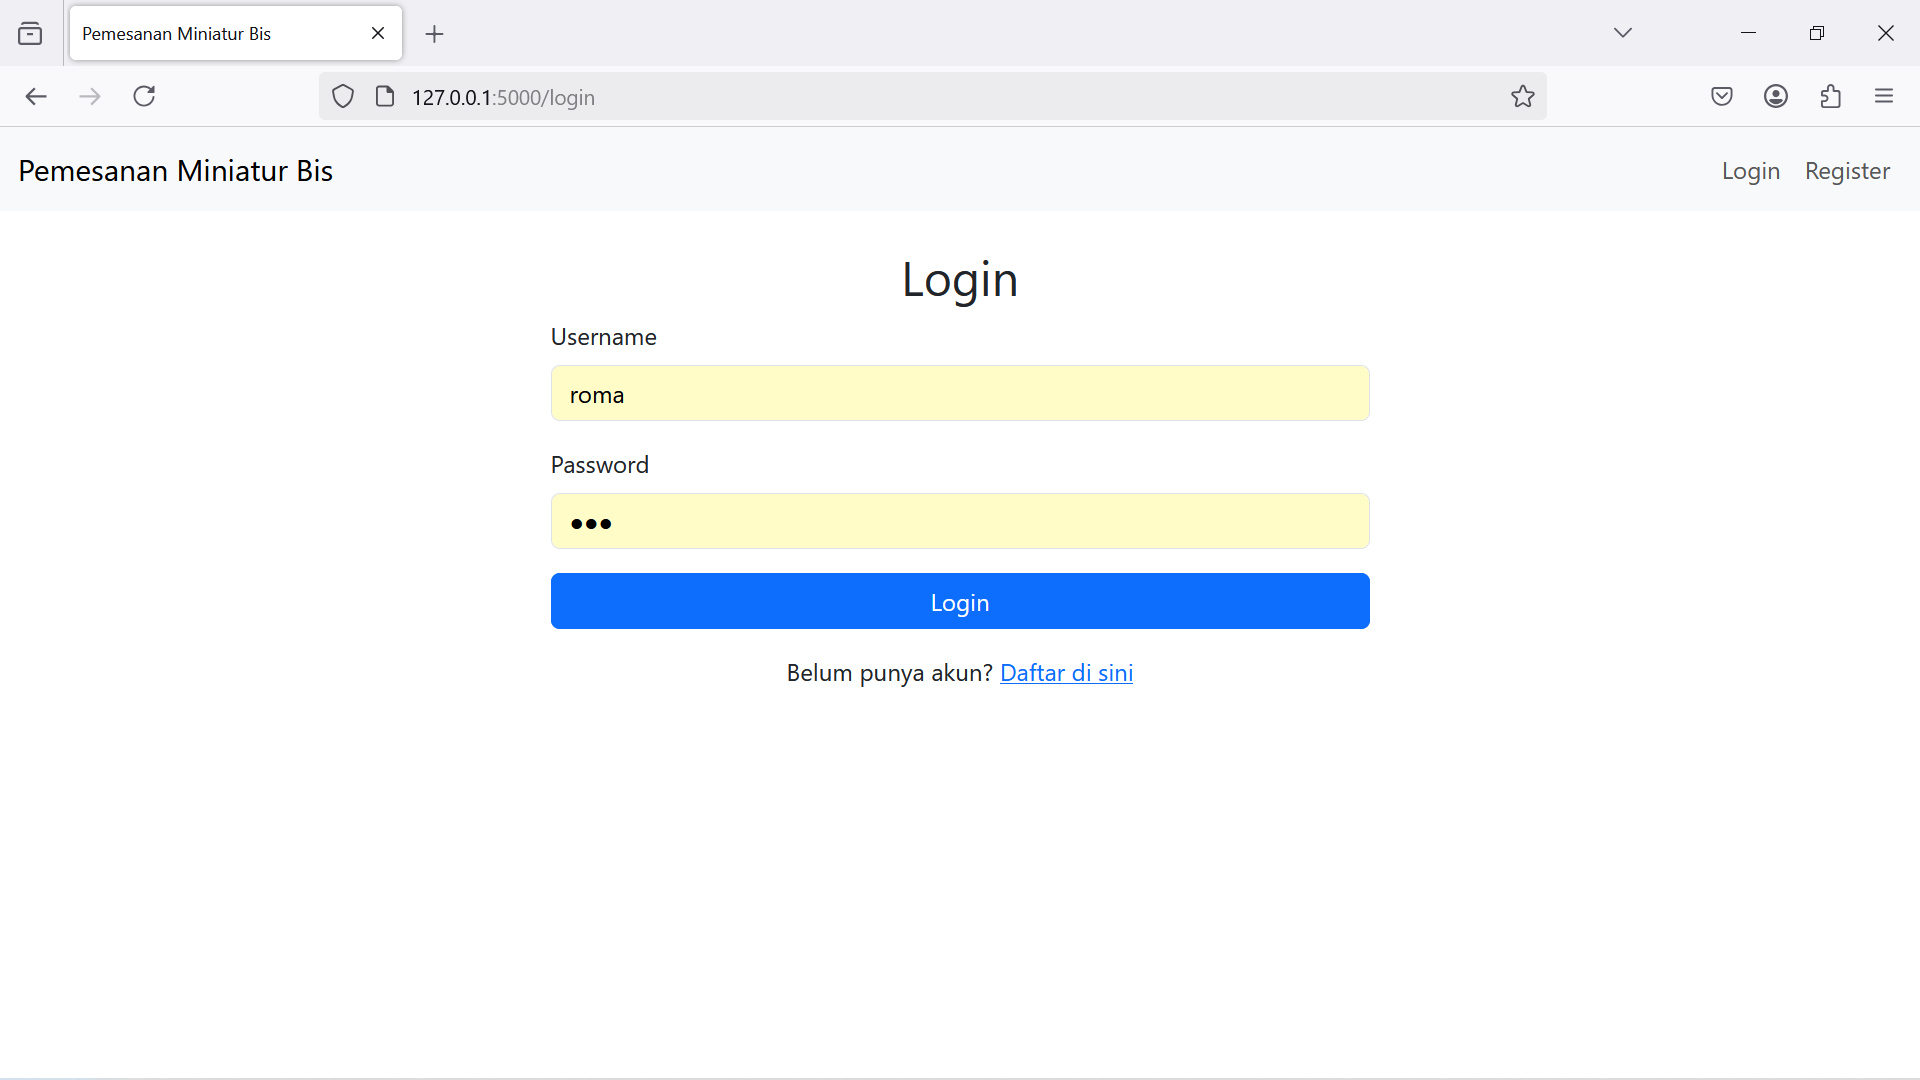 Pemesanan Miniatur Bis
127.0.0.1:5000/login
Pemesanan Miniatur Bis
Login Register
Login
Username
roma
Password
•••
Login
Belum punya akun? Daftar di sini